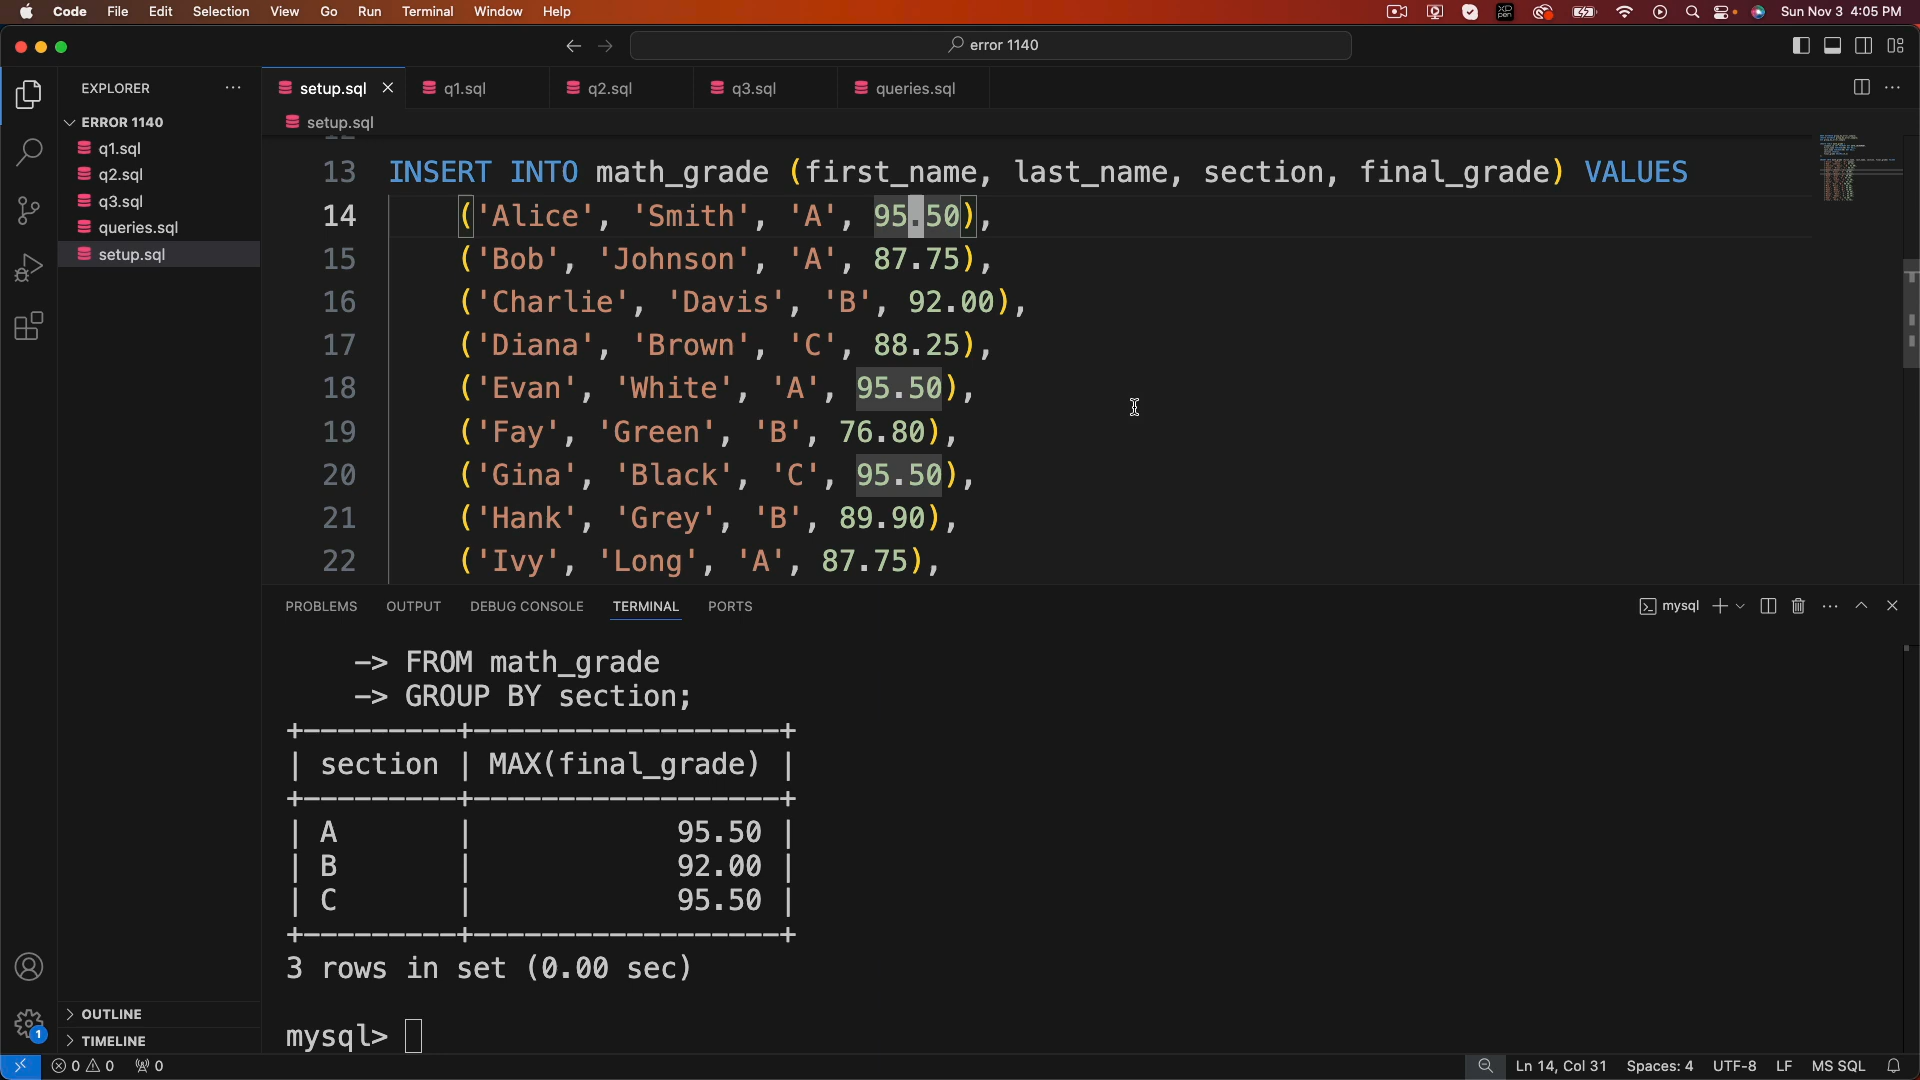 Code File Edit Selection View Go Run Terminal Window Help Sun Nov 3 4:05 PM
error 1140
EXPLORER
setup.sql q1.sql q2.sql q3.sql queries.sql
ERROR 1140
setup.sql
q1.sql
q2.sql
q3.sql
queries.sql
setup.sql
13 INSERT INTO math_grade (first_name, last_name, section, final_grade) VALUES
14 ('Alice', 'Smith', 'A', 95.50),
15 ('Bob', 'Johnson', 'A', 87.75),
16 ('Charlie', 'Davis', 'B', 92.00),
17 ('Diana', 'Brown', 'C', 88.25),
18 ('Evan', 'White', 'A', 95.50),
19 ('Fay', 'Green', 'B', 76.80),
20 ('Gina', 'Black', 'C', 95.50),
21 ('Hank', 'Grey', 'B', 89.90),
22 ('Ivy', 'Long', 'A', 87.75),
PROBLEMS OUTPUT DEBUG CONSOLE TERMINAL PORTS mysql
-> FROM math_grade
-> GROUP BY section;
+---------+------------------+
| section | MAX(final_grade) |
+---------+------------------+
| A | 95.50 |
| B | 92.00 |
| C | 95.50 |
+---------+------------------+
3 rows in set (0.00 sec)
mysql>
OUTLINE
1
TIMELINE
0 0 0 Ln 14, Col 31 Spaces: 4 UTF-8 LF MS SQL